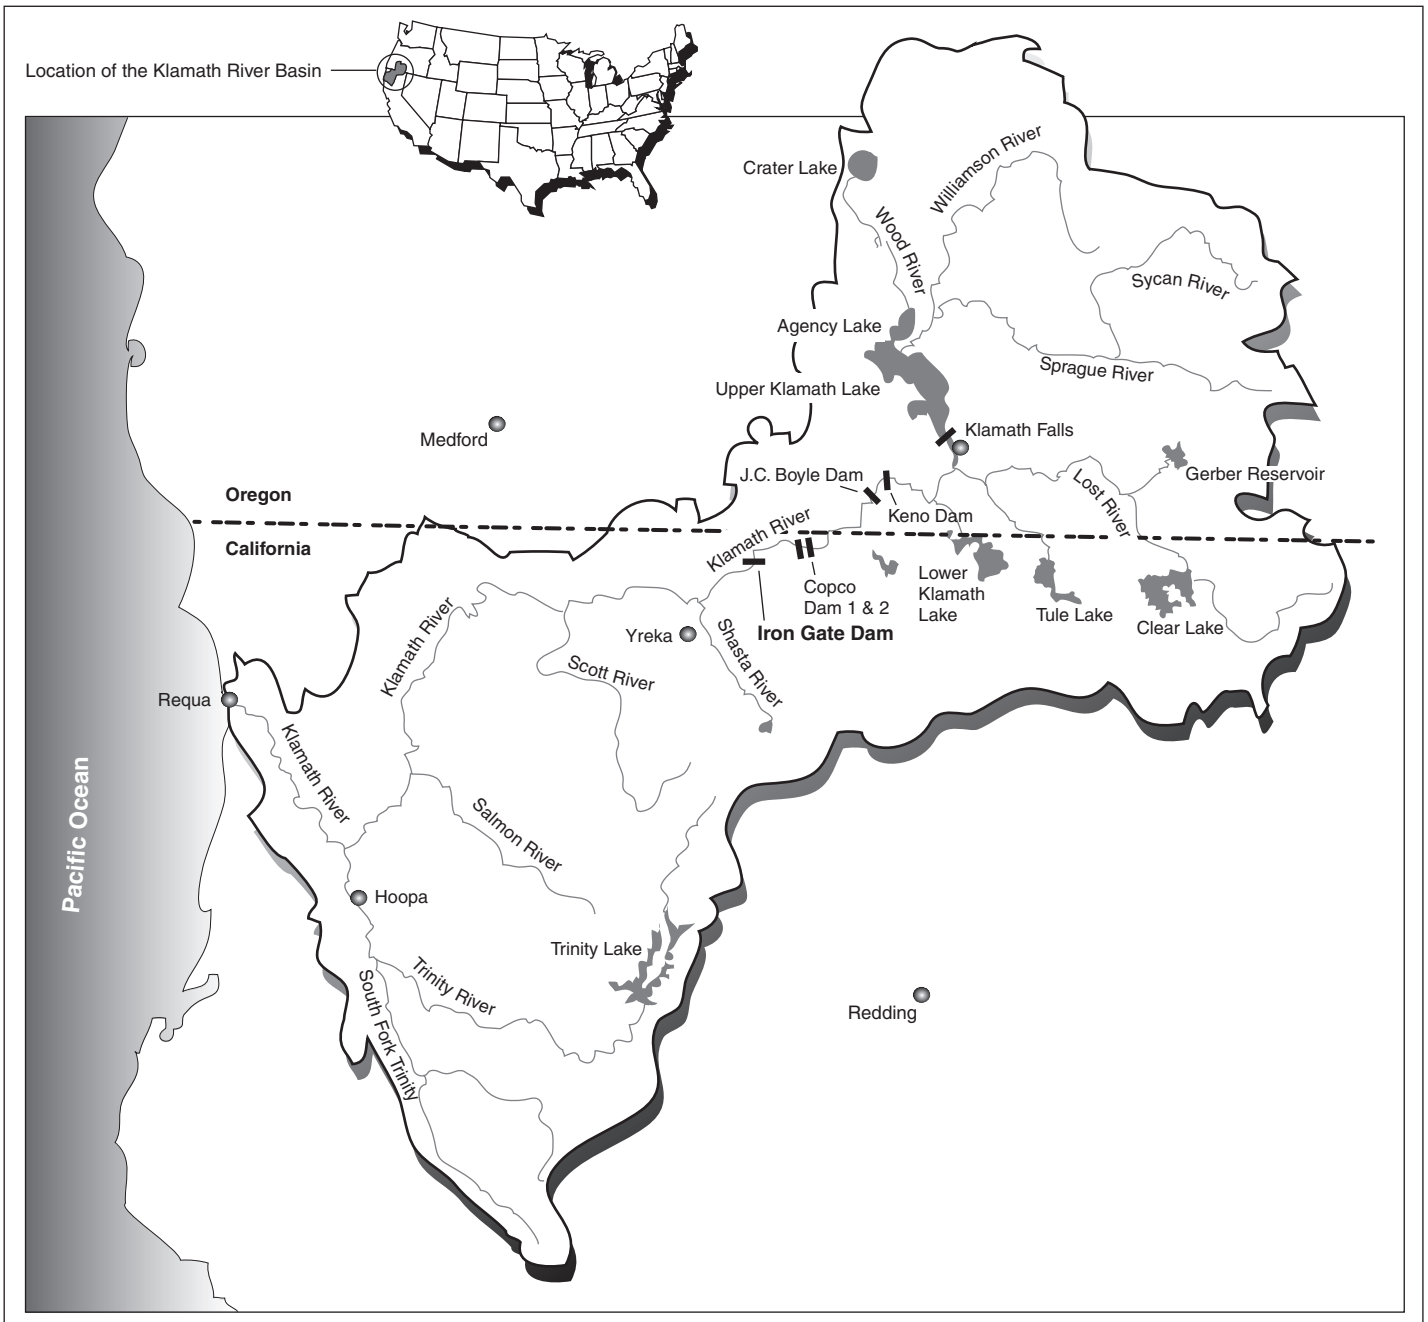 Location of the Klamath River Basin
Crater Lake
Williamson River
Wood River
Sycan River
Agency Lake
Sprague River
Upper Klamath Lake
Klamath Falls
Medford
J.C. Boyle Dam
Gerber Reservoir
Lost River
Oregon
Keno Dam
Klamath River
California
Copco
Dam 1 & 2
Lower
Klamath
Lake
Tule Lake
Clear Lake
Iron Gate Dam
Yreka
Shasta River
Klamath River
Scott River
Requa
Klamath River
Pacific Ocean
Salmon River
Hoopa
Trinity Lake
Trinity River
South Fork Trinity
Redding